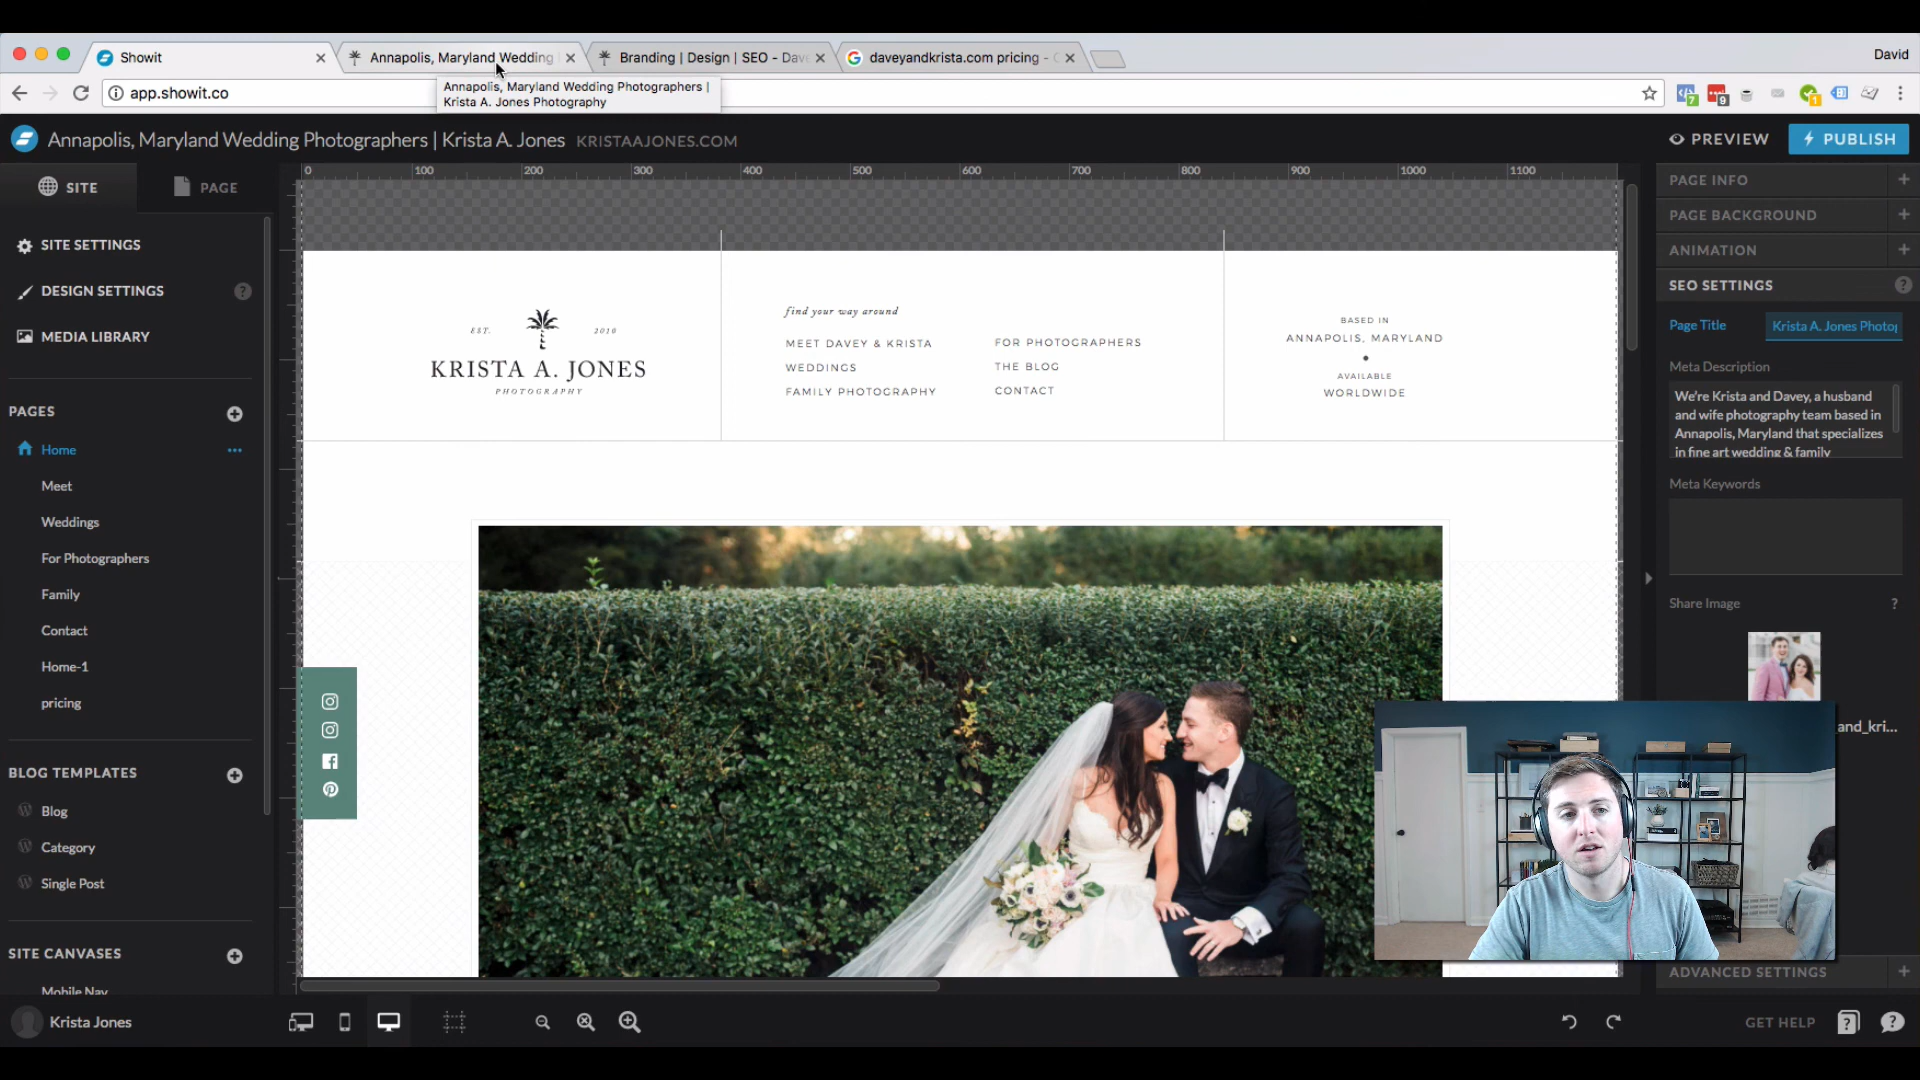 Showit
Annapolis, Maryland Wedding
Branding | Design | SEO - Dave
daveyandkrista.com pricing - G
David
app.showit.co
Annapolis, Maryland Wedding Photographers |
Krista A. Jones Photography
7
9
1
Annapolis, Maryland Wedding Photographers | Krista A. Jones KRISTAAJONES.COM
PREVIEW
PUBLISH
SITE
PAGE
0 100 200 300 400 500 600 700 800 900 1000 1100
SITE SETTINGS
DESIGN SETTINGS ?
MEDIA LIBRARY
PAGES
Home
Meet
Weddings
For Photographers
Family
Contact
Home-1
pricing
BLOG TEMPLATES
Blog
Category
Single Post
SITE CANVASES
Mobile Nav
EST. 2010
KRISTA A. JONES
PHOTOGRAPHY
find your way around
MEET DAVEY & KRISTA
WEDDINGS
FAMILY PHOTOGRAPHY
FOR PHOTOGRAPHERS
THE BLOG
CONTACT
BASED IN
ANNAPOLIS, MARYLAND
AVAILABLE
WORLDWIDE
PAGE INFO
PAGE BACKGROUND
ANIMATION
SEO SETTINGS ?
Page Title Krista A. Jones Photog
Meta Description
We're Krista and Davey, a husband
and wife photography team based in
Annapolis, Maryland that specializes
in fine art wedding & family
Meta Keywords
Share Image ?
and_kri...
ADVANCED SETTINGS
Krista Jones
GET HELP ? ?